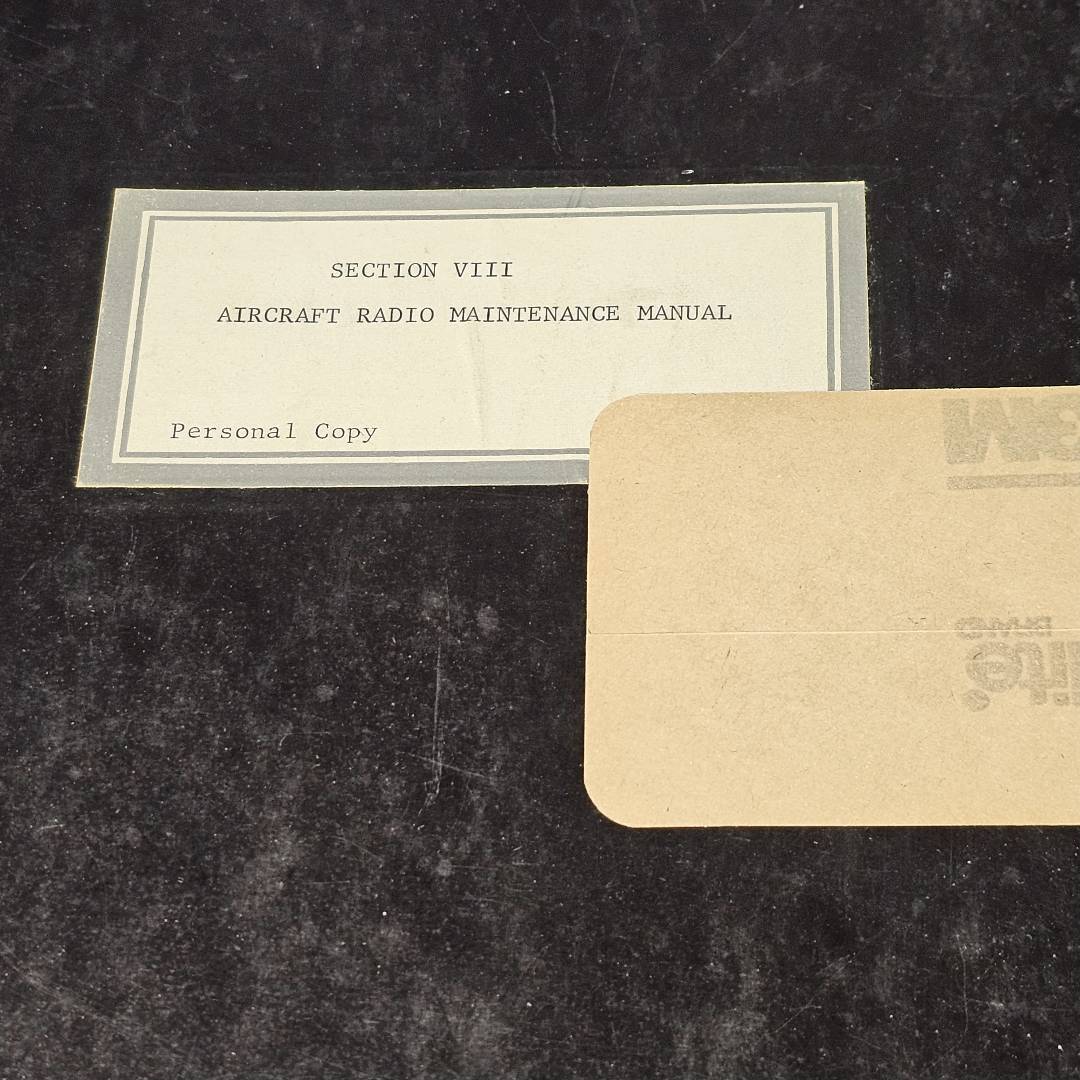 SECTION VIII
AIRCRAFT RADIO MAINTENANCE MANUAL
Personal Copy